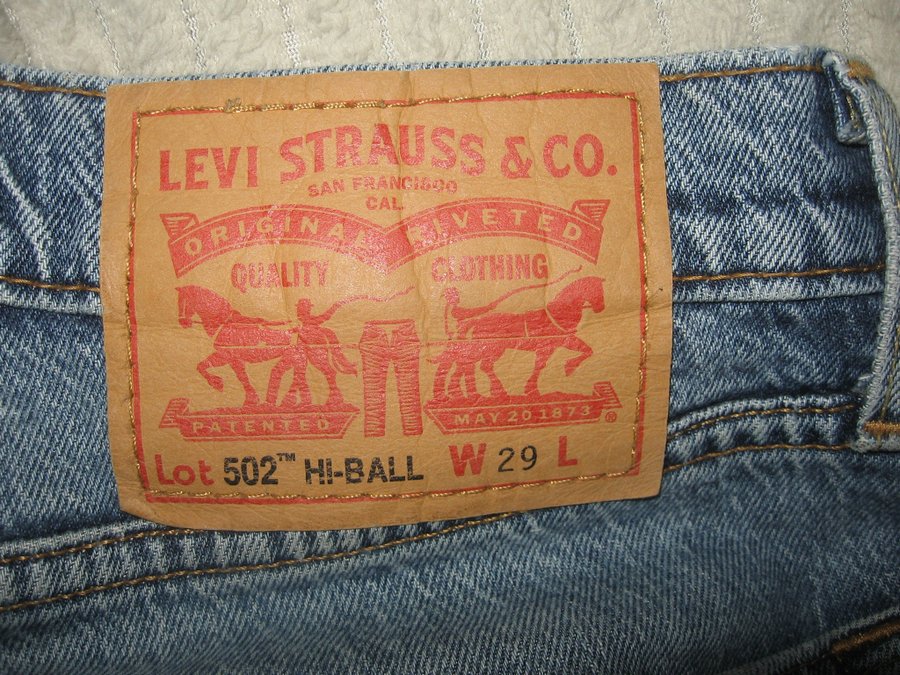 LEVI STRAUSS & CO.
SAN FRANCISCO
CAL.
ORIGINAL RIVETED
QUALITY CLOTHING
PATENTED MAY 20 1873 ®
Lot 502™ HI-BALL W 29 L